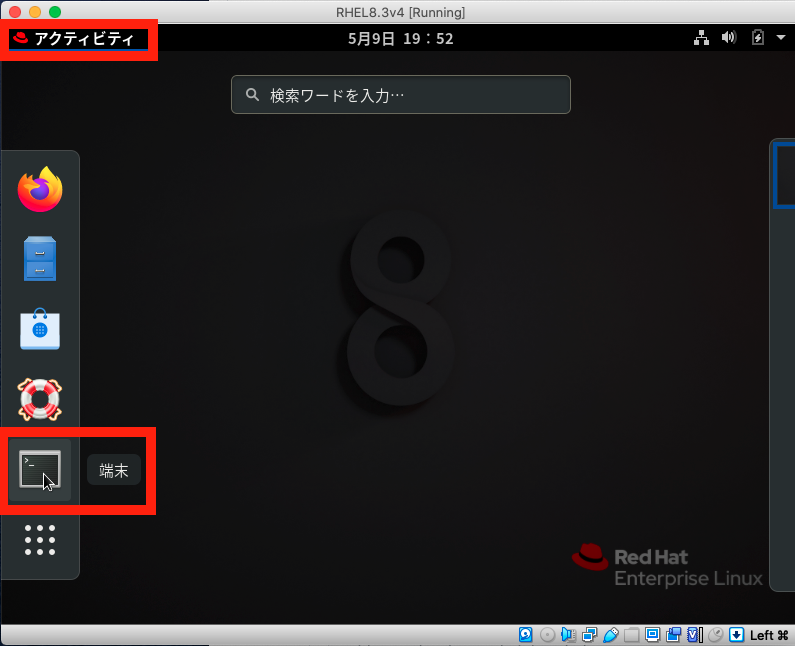 RHEL8.3v4 [Running]
アクティビティ
5月9日 19：52
検索ワードを入力…
8
>_
端末
Red Hat
Enterprise Linux
Left ⌘